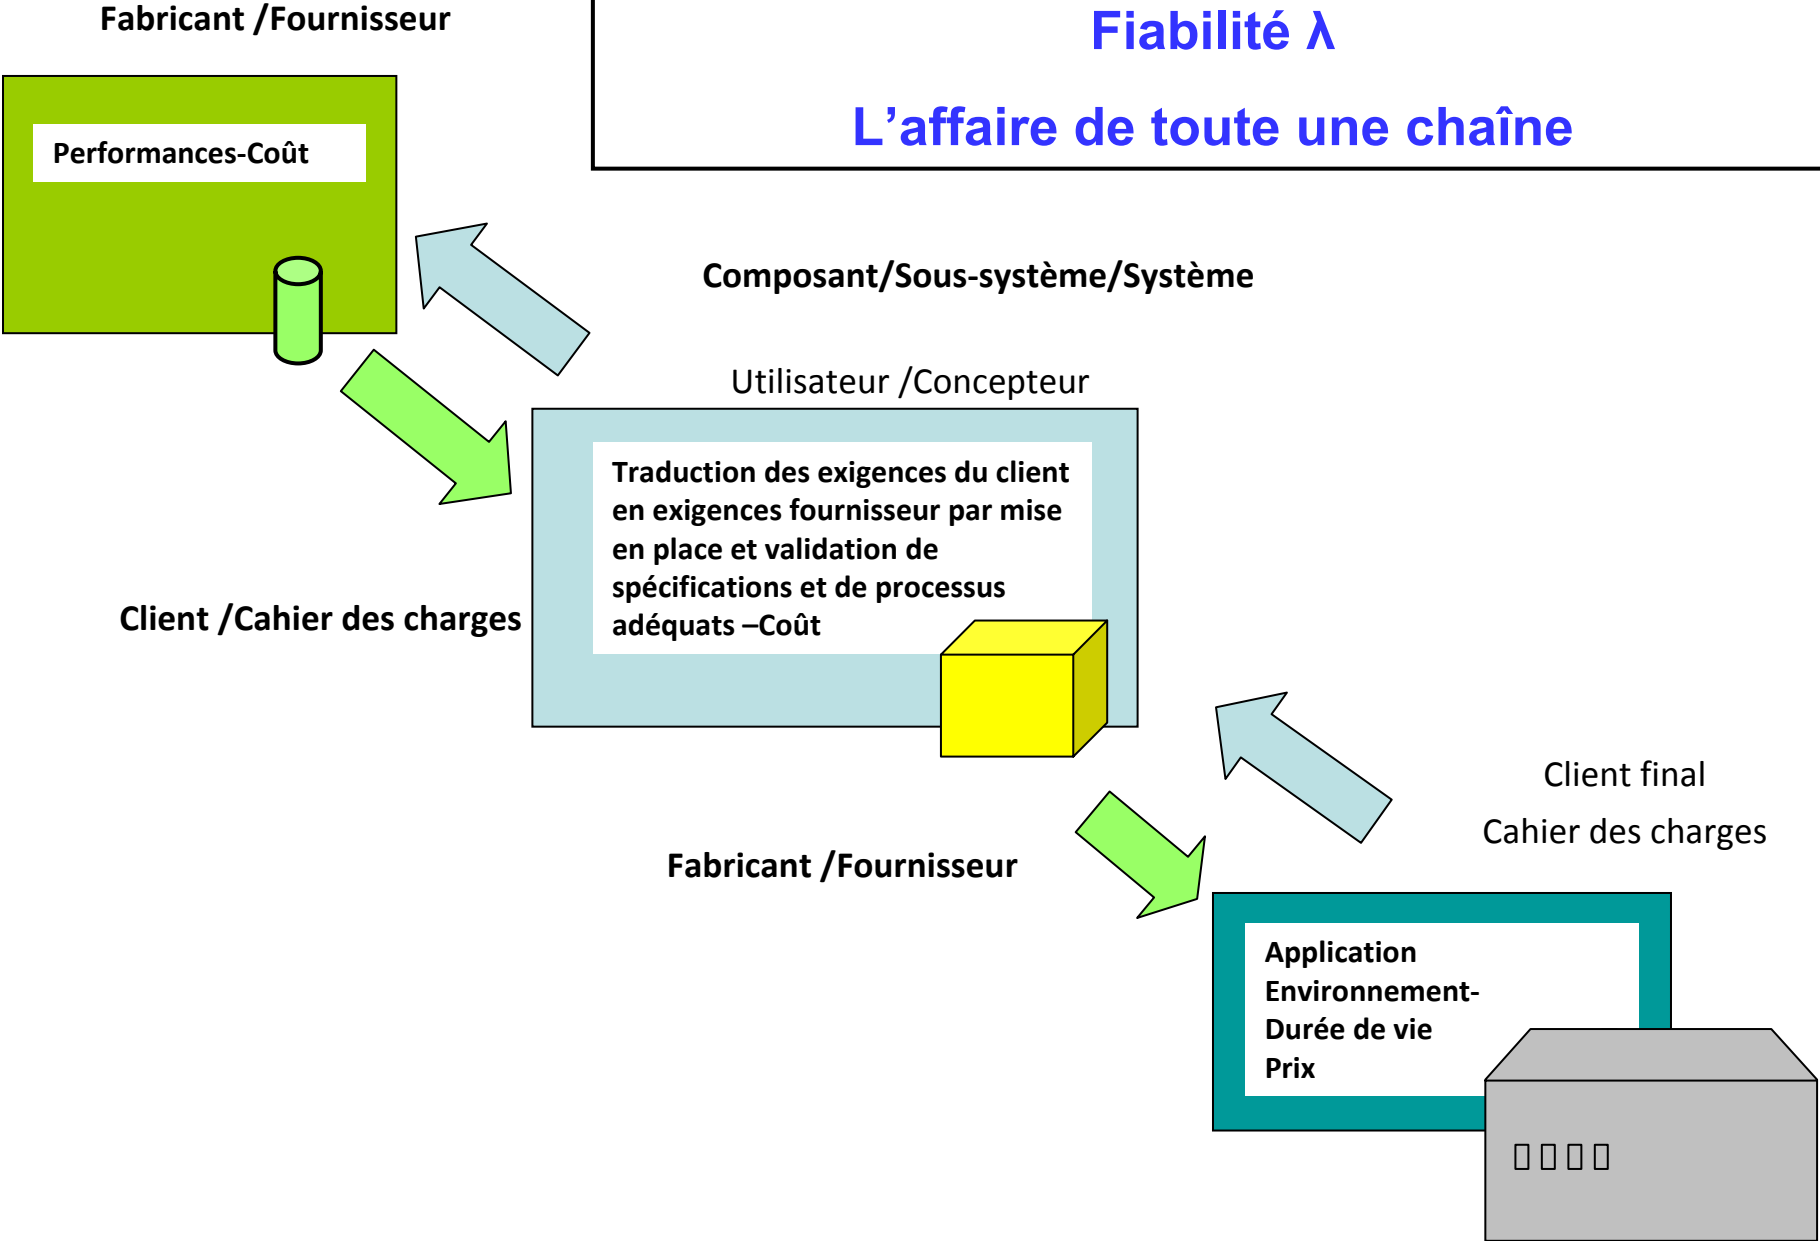 Fabricant /Fournisseur
Fiabilité λ
L’affaire de toute une chaîne
Performances-Coût
Composant/Sous-système/Système
Utilisateur /Concepteur
Traduction des exigences du client
en exigences fournisseur par mise
en place et validation de
spécifications et de processus
adéquats –Coût
Client /Cahier des charges
Client final
Cahier des charges
Fabricant /Fournisseur
Application
Environnement-
Durée de vie
Prix